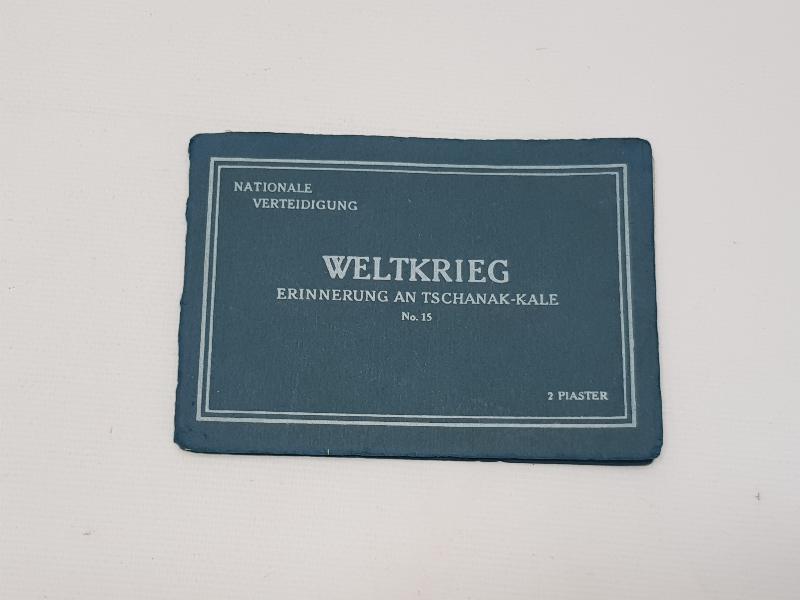 NATIONALE
VERTEIDIGUNG
WELTKRIEG
ERINNERUNG AN TSCHANAK-KALE
No. 15
2 PIASTER